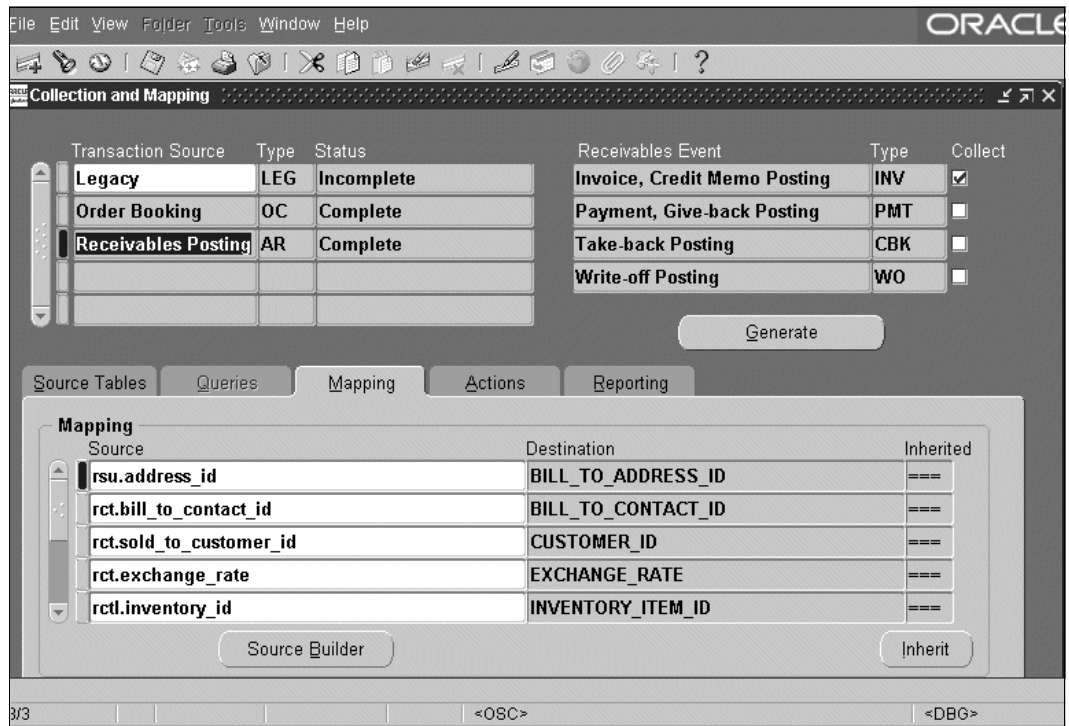 File Edit View Folder Tools Window Help
ORACLE
?
Collection and Mapping
Transaction Source Type Status Receivables Event Type Collect
Legacy LEG Incomplete Invoice, Credit Memo Posting INV
Order Booking OC Complete Payment, Give-back Posting PMT
Receivables Posting AR Complete Take-back Posting CBK
Write-off Posting WO
Generate
Source Tables Queries Mapping Actions Reporting
Mapping
Source Destination Inherited
rsu.address_id BILL_TO_ADDRESS_ID ===
rct.bill_to_contact_id BILL_TO_CONTACT_ID ===
rct.sold_to_customer_id CUSTOMER_ID ===
rct.exchange_rate EXCHANGE_RATE ===
rctl.inventory_id INVENTORY_ITEM_ID ===
Source Builder Inherit
3/3 <OSC> <DBG>